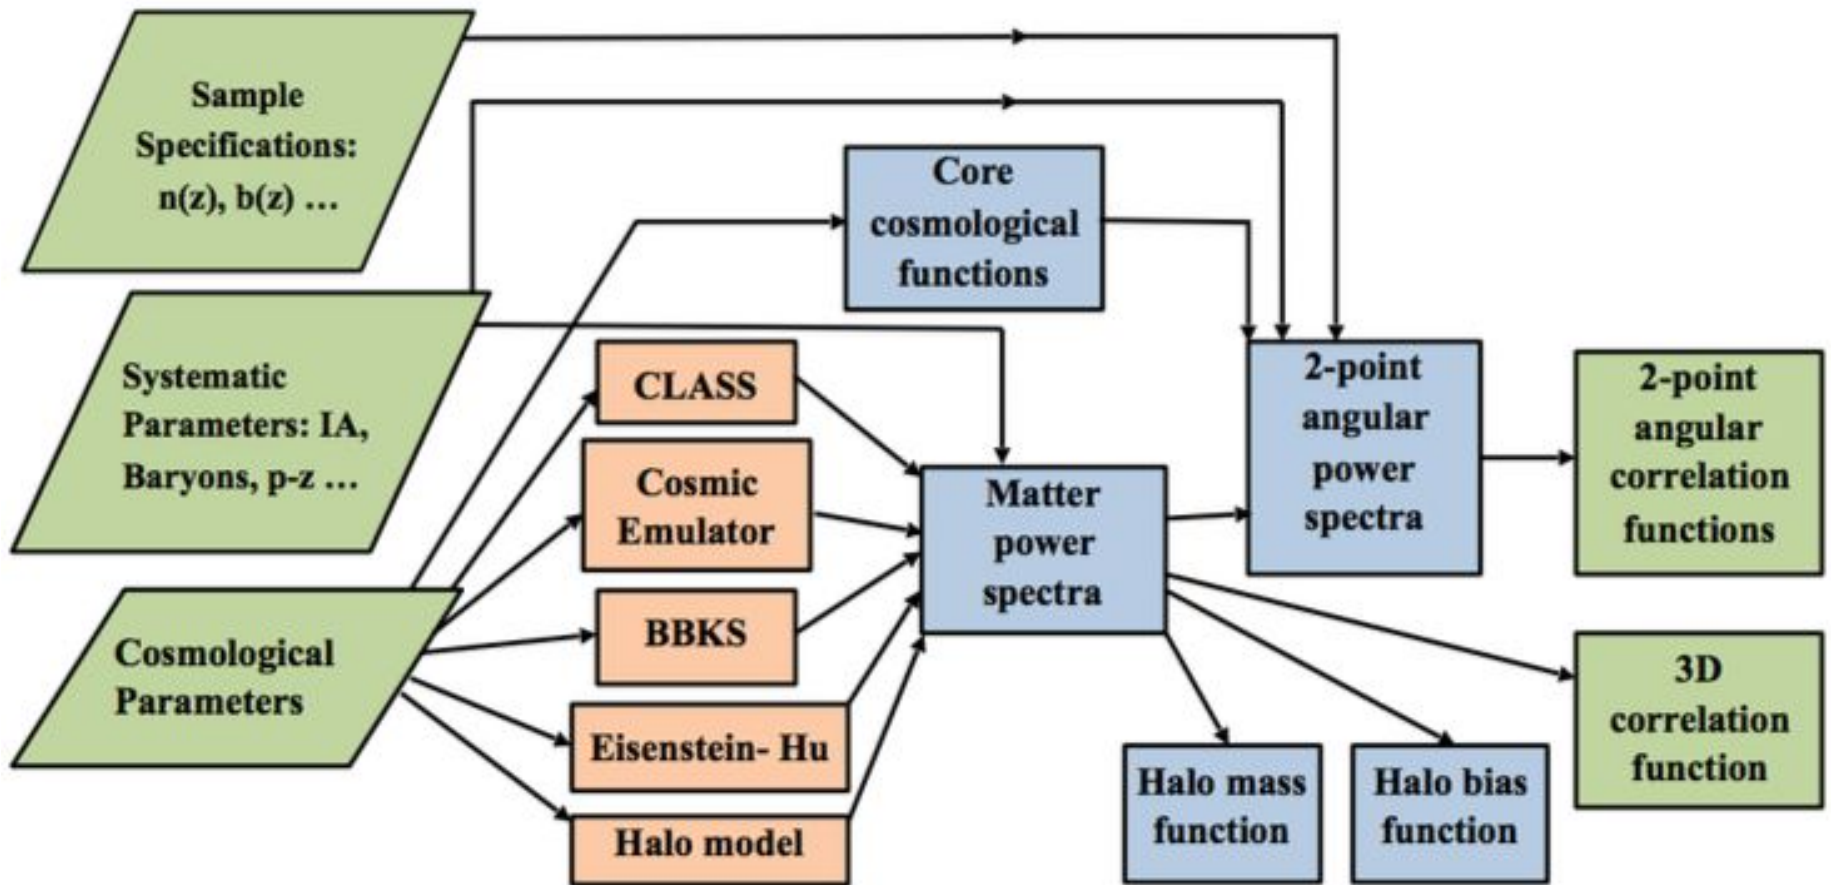 Sample
Specifications:
n(z), b(z) ...
Systematic
Parameters: IA,
Baryons, p-z ...
Cosmological
Parameters
Core
cosmological
functions
CLASS
Cosmic
Emulator
BBKS
Eisenstein- Hu
Halo model
Matter
power
spectra
2-point
angular
power
spectra
2-point
angular
correlation
functions
3D
correlation
function
Halo mass
function
Halo bias
function